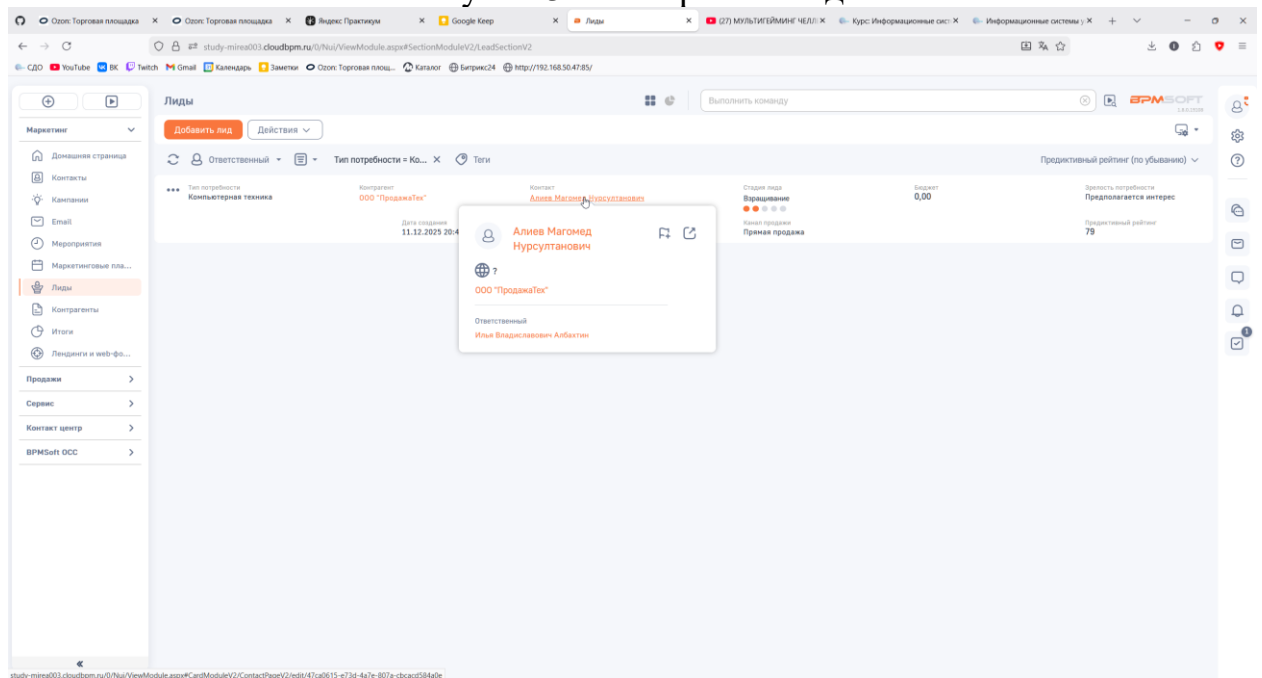 Ozon: Торговая площадка
Ozon: Торговая площадка
Яндекс Практикум
Google Keep
Лиды
(27) МУЛЬТИГЕЙМИНГ ЧЕЛЛ
Курс: Информационные сист
Информационные системы у
study-mirea003.cloudbpm.ru/0/Nui/ViewModule.aspx#SectionModuleV2/LeadSectionV2
СДО YouTube ВК Twitch Gmail Календарь Заметки Ozon: Торговая площ... Каталог Битрикс24 http://192.168.50.47:85/
Лиды
Выполнить команду
BPMSOFT
Маркетинг
Добавить лид
Действия
Домашняя страница
Ответственный
Тип потребности = Ко...
Теги
Предиктивный рейтинг (по убыванию)
Контакты
Тип потребности
Компьютерная техника
Контрагент
ООО "ПродажаТех"
Контакт
Алиев Магомед Нурсултанович
Стадия лида
Взращивание
Бюджет
0,00
Зрелость потребности
Предполагается интерес
Кампании
Email
Дата создания
11.12.2025 20:4
Канал продажи
Прямая продажа
Предиктивный рейтинг
79
Алиев Магомед
Нурсултанович
?
ООО "ПродажаТех"
Ответственный
Илья Владиславович Албахтин
Мероприятия
Маркетинговые пла...
Лиды
Контрагенты
Итоги
Лендинги и web-фо...
Продажи
Сервис
Контакт центр
BPMSoft ОСС
1
study-mirea003.cloudbpm.ru/0/Nui/ViewModule.aspx#CardModuleV2/ContactPageV2/edit/47ca0615-e73d-4a7e-807a-cbcacd584a0e